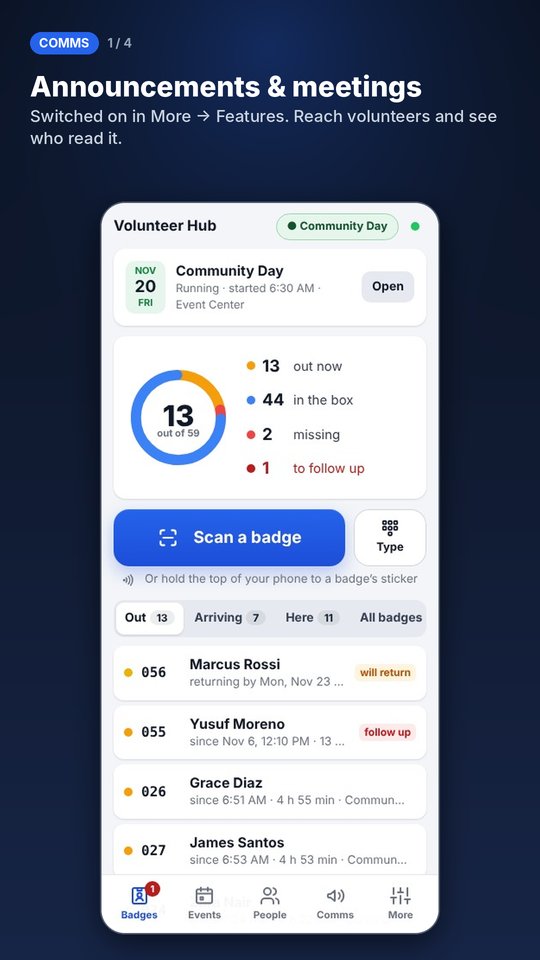 COMMS 1 / 4
Announcements & meetings
Switched on in More → Features. Reach volunteers and see
who read it.
Volunteer Hub
Community Day
NOV
20
FRI
Community Day
Running · started 6:30 AM ·
Event Center
Open
13
out of 59
13 out now
44 in the box
2 missing
1 to follow up
Scan a badge
Type
Or hold the top of your phone to a badge’s sticker
Out 13
Arriving 7
Here 11
All badges
056
Marcus Rossi
returning by Mon, Nov 23 ...
will return
055
Yusuf Moreno
since Nov 6, 12:10 PM · 13 ...
follow up
026
Grace Diaz
since 6:51 AM · 4 h 55 min · Commun...
027
James Santos
since 6:53 AM · 4 h 53 min · Commun...
1
Badges
Events
People
Comms
More